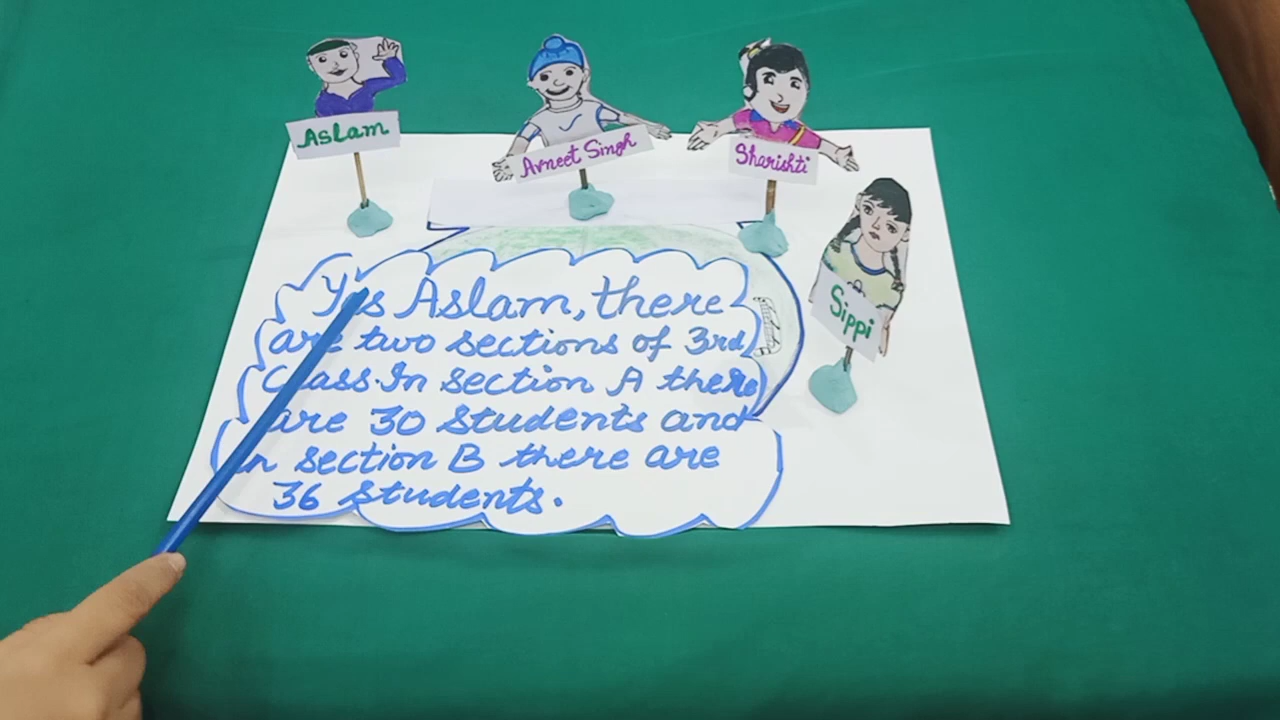 Aslam
Avneet Singh
Sharishti
Sippi
Yes Aslam, there
are two sections of 3rd
Class. In section A there
are 30 students and
in section B there are
36 students.